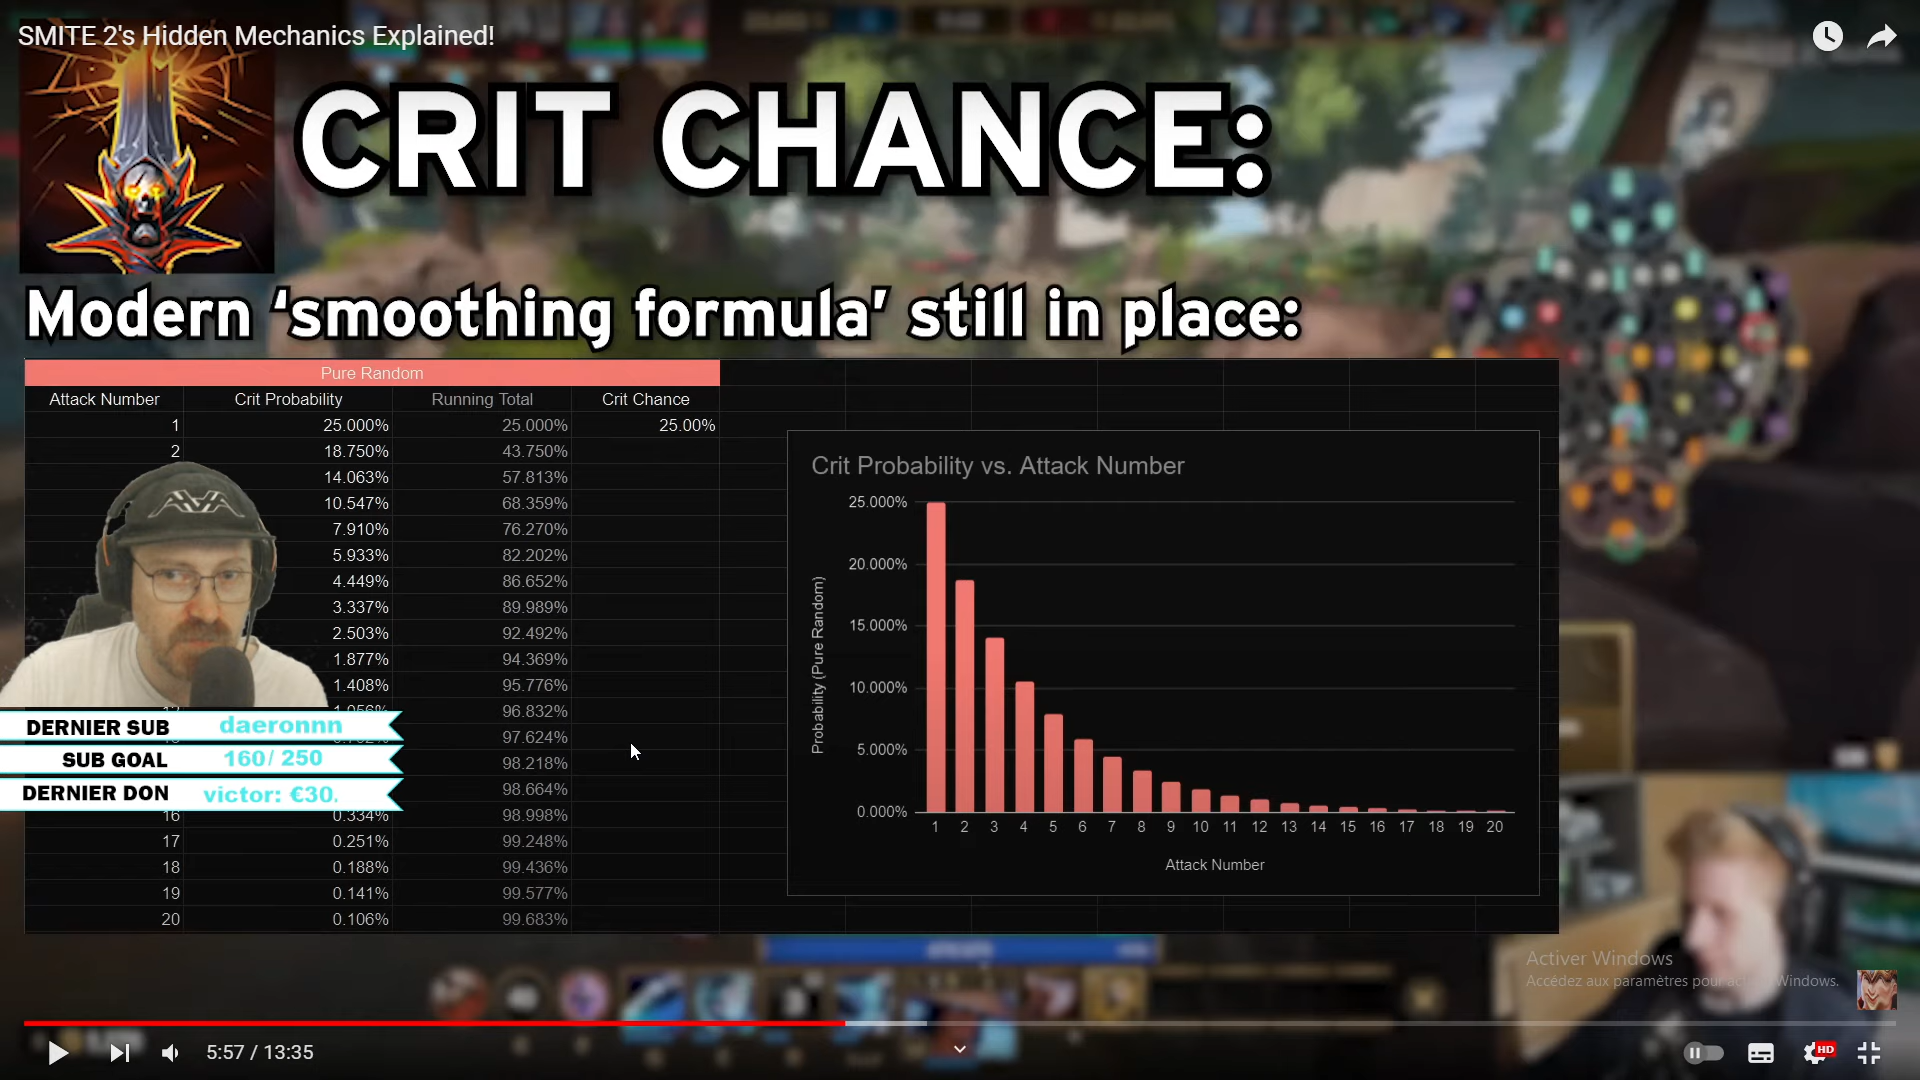 SMITE 2's Hidden Mechanics Explained!
CRIT CHANCE:
Modern ‘smoothing formula’ still in place:
Pure Random
Attack Number Crit Probability Running Total Crit Chance
1 25.000% 25.000% 25.00%
2 18.750% 43.750%
14.063% 57.813%
10.547% 68.359%
7.910% 76.270%
5.933% 82.202%
4.449% 86.652%
3.337% 89.989%
2.503% 92.492%
1.877% 94.369%
1.408% 95.776%
96.832%
97.624%
98.218%
98.664%
16 0.334% 98.998%
17 0.251% 99.248%
18 0.188% 99.436%
19 0.141% 99.577%
20 0.106% 99.683%
DERNIER SUB daeronnn
SUB GOAL 160/ 250
DERNIER DON victor: €30.
Crit Probability vs. Attack Number
Probability (Pure Random)
25.000%
20.000%
15.000%
10.000%
5.000%
0.000%
1 2 3 4 5 6 7 8 9 10 11 12 13 14 15 16 17 18 19 20
Attack Number
Activer Windows
Accédez aux paramètres pour Windows.
5:57 / 13:35
HD